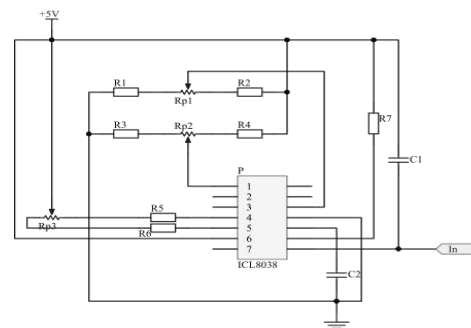 +5V
R1 R2
Rp1
R3 Rp2 R4
R7
P
C1
1
2
3
R5 4
Rp3 R6 5
6
7 In
ICL8038
C2